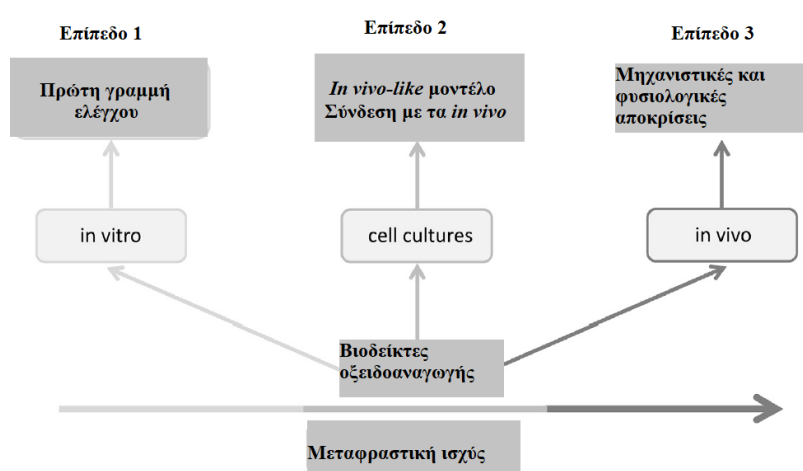 Επίπεδο 1
Επίπεδο 2
Επίπεδο 3
Πρώτη γραμμή
ελέγχου
In vivo-like μοντέλο
Σύνδεση με τα in vivo
Μηχανιστικές και
φυσιολογικές
αποκρίσεις
in vitro
cell cultures
in vivo
Βιοδείκτες
οξειδοαναγωγής
Μεταφραστική ισχύς